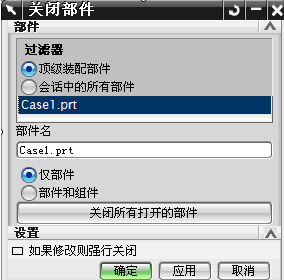 关闭部件
部件
过滤器
顶级装配部件
会话中的所有部件
Case1.prt
部件名
Case1.prt
仅部件
部件和组件
关闭所有打开的部件
设置
如果修改则强行关闭
确定 应用 取消